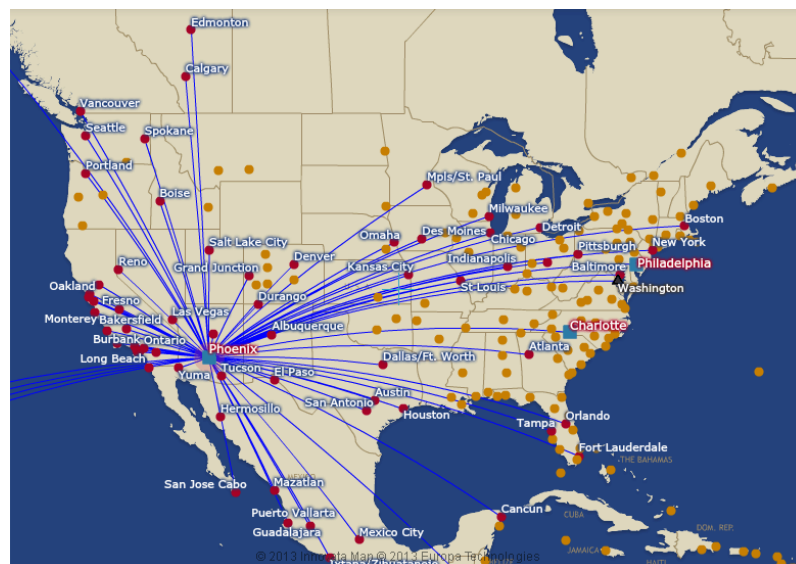 Edmonton
Calgary
Vancouver
Seattle
Spokane
Portland
Mpls/St. Paul
Boise
Milwaukee
Boston
Detroit
Des Moines
Omaha
Chicago
Salt Lake City
Pittsburgh
New York
Denver
Indianapolis
Reno
Grand Junction
Kansas City
Baltimore
Philadelphia
Oakland
St-Louis
Washington
Fresno
Durango
Las Vegas
Monterey
Bakersfield
Albuquerque
Charlotte
Burbank
Ontario
Phoenix
Atlanta
Long Beach
Dallas/Ft. Worth
Tucson
Yuma
El Paso
Austin
San Antonio
Hermosillo
Houston
Orlando
Tampa
Fort Lauderdale
THE BAHAMAS
MEXICO
San Jose Cabo
Mazatlan
Puerto Vallarta
Cancun
CUBA
Guadalajara
Mexico City
DOM. REP.
JAMAICA
© 2013 Innovata Map © 2013 Europa Technologies
Ixtapa/Zihuatanejo
HAITI